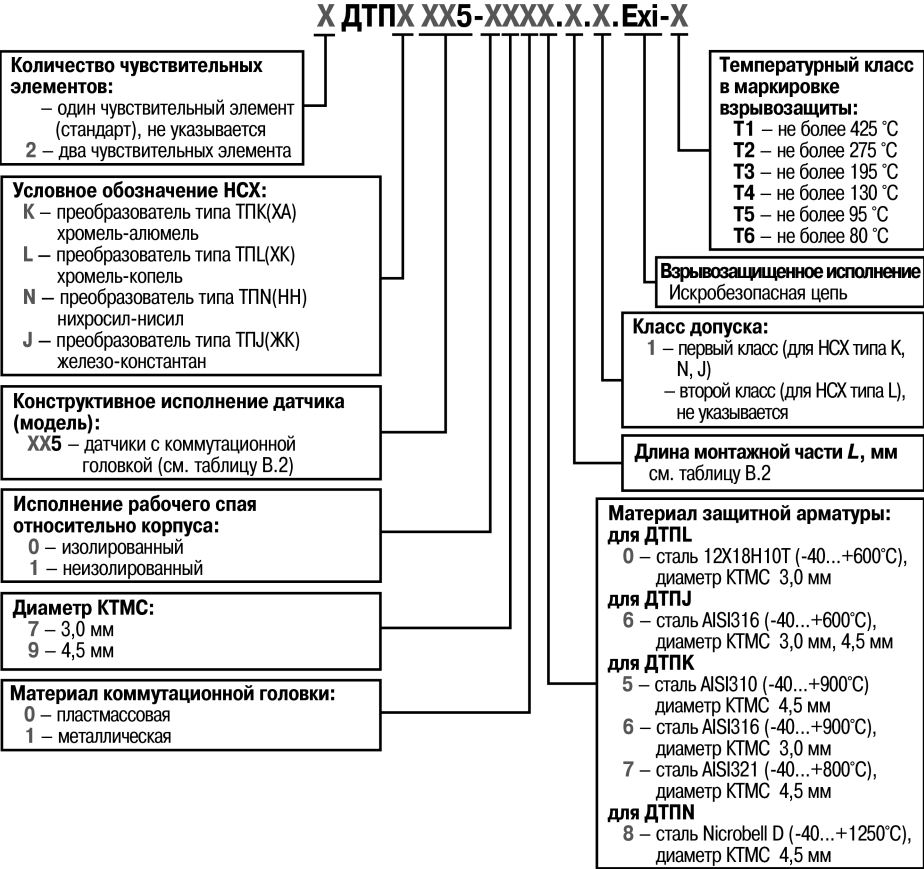 Х ДТПХ ХХ5-ХХХХ.Х.Х.Exi-Х
Количество чувствительных
элементов:
– один чувствительный элемент
(стандарт), не указывается
2 – два чувствительных элемента
Условное обозначение НСХ:
K – преобразователь типа ТПК(ХА)
хромель-алюмель
L – преобразователь типа ТПL(ХК)
хромель-копель
N – преобразователь типа ТПN(НН)
нихросил-нисил
J – преобразователь типа ТПJ(ЖК)
железо-константан
Конструктивное исполнение датчика
(модель):
ХХ5 – датчики с коммутационной
головкой (см. таблицу В.2)
Исполнение рабочего спая
относительно корпуса:
0 – изолированный
1 – неизолированный
Диаметр КТМС:
7 – 3,0 мм
9 – 4,5 мм
Материал коммутационной головки:
0 – пластмассовая
1 – металлическая
Температурный класс
в маркировке
взрывозащиты:
Т1 – не более 425 ˚С
Т2 – не более 275 ˚С
Т3 – не более 195 ˚С
Т4 – не более 130 ˚С
Т5 – не более 95 ˚С
Т6 – не более 80 ˚С
Взрывозащищенное исполнение
Искробезопасная цепь
Класс допуска:
1 – первый класс (для НСХ типа K,
N, J)
– второй класс (для НСХ типа L),
не указывается
Длина монтажной части L, мм
см. таблицу В.2
Материал защитной арматуры:
для ДТПL
0 – сталь 12Х18Н10Т (-40...+600˚С),
диаметр КТМС 3,0 мм
для ДТПJ
6 – сталь AISI316 (-40...+600˚С),
диаметр КТМС 3,0 мм, 4,5 мм
для ДТПК
5 – сталь AISI310 (-40...+900˚С)
диаметр КТМС 4,5 мм
6 – сталь AISI316 (-40...+900˚С),
диаметр КТМС 3,0 мм
7 – сталь AISI321 (-40...+800˚С),
диаметр КТМС 4,5 мм
для ДТПN
8 – сталь Nicrobell D (-40...+1250˚С),
диаметр КТМС 4,5 мм